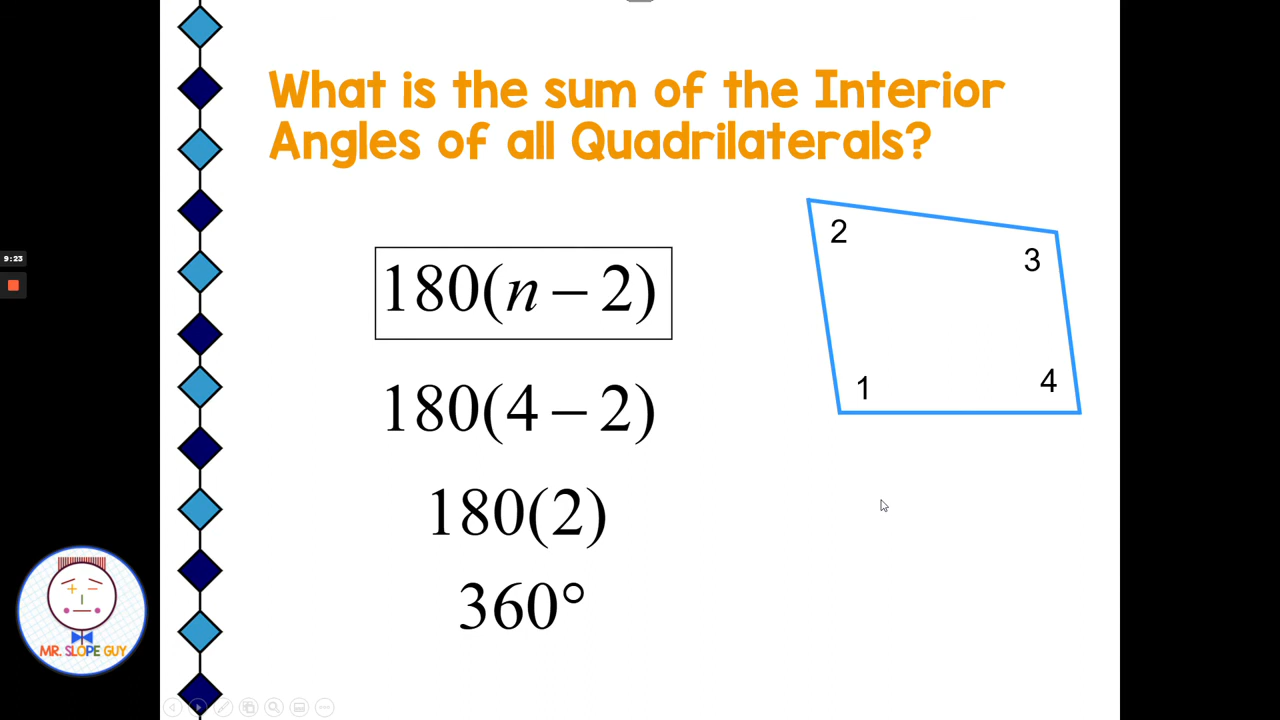 What is the sum of the Interior
Angles of all Quadrilaterals?
180(n – 2)
180(4 – 2)
180(2)
360°
2
3
1
4
9:23
MR. SLOPE GUY